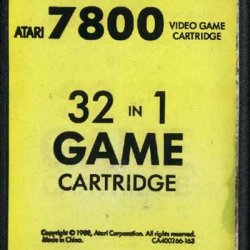 ATARI 7800 VIDEO GAME
CARTRIDGE
32 IN 1
GAME
CARTRIDGE
Copyright © 1988, Atari Corporation. All rights reserved.
Made in China. CA400266-163